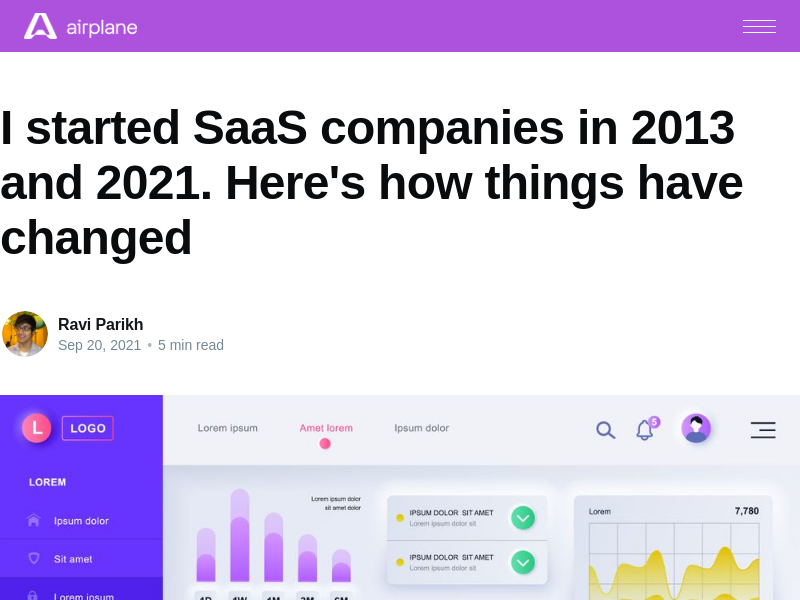 airplane
I started SaaS companies in 2013
and 2021. Here's how things have
changed
Ravi Parikh
Sep 20, 2021 • 5 min read
L LOGO
Lorem ipsum
Amet lorem
Ipsum dolor
5
LOREM
Ipsum dolor
Sit amet
Lorem ipsum
Lorem ipsum dolor
sit amet dolor
1D 1W 1M 3M 6M
IPSUM DOLOR SIT AMET
Lorem ipsum dolor sit
IPSUM DOLOR SIT AMET
Lorem ipsum dolor sit
Lorem 7,780